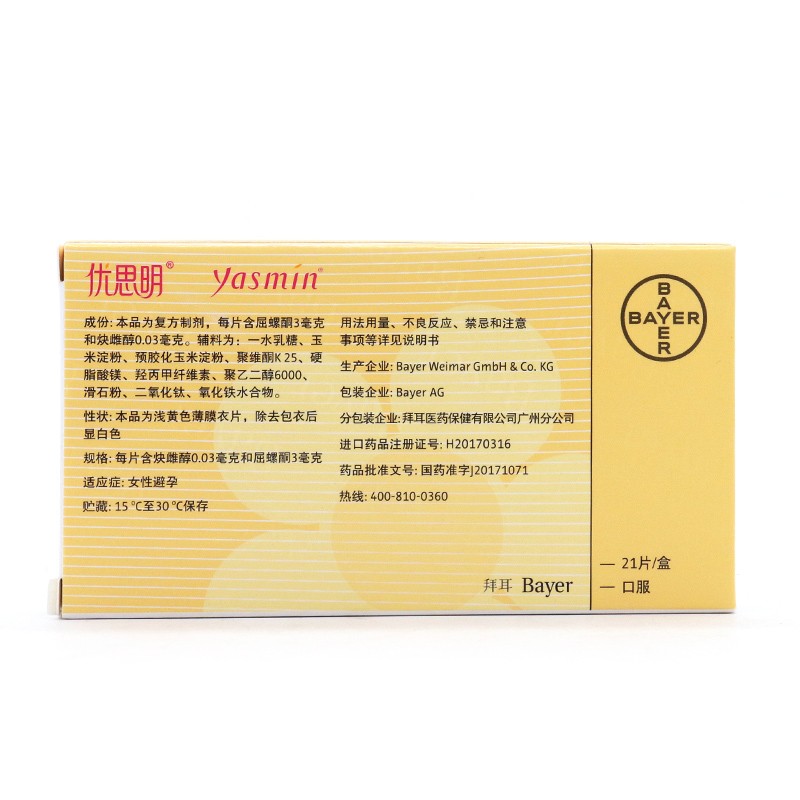 优思明® Yasmin®
成份: 本品为复方制剂，每片含屈螺酮3毫克
和炔雌醇0.03毫克。辅料为：一水乳糖、玉
米淀粉、预胶化玉米淀粉、聚维酮K 25、硬
脂酸镁、羟丙甲纤维素、聚乙二醇6000、
滑石粉、二氧化钛、氧化铁水合物。
性状: 本品为浅黄色薄膜衣片，除去包衣后
显白色
规格: 每片含炔雌醇0.03毫克和屈螺酮3毫克
适应症: 女性避孕
贮藏: 15 °C至30 °C保存
用法用量、不良反应、禁忌和注意
事项等详见说明书
生产企业: Bayer Weimar GmbH & Co. KG
包装企业: Bayer AG
分包装企业: 拜耳医药保健有限公司广州分公司
进口药品注册证号: H20170316
药品批准文号: 国药准字J20171071
热线: 400-810-0360
拜耳 Bayer
BAYER
BAYER
— 21片/盒
— 口服